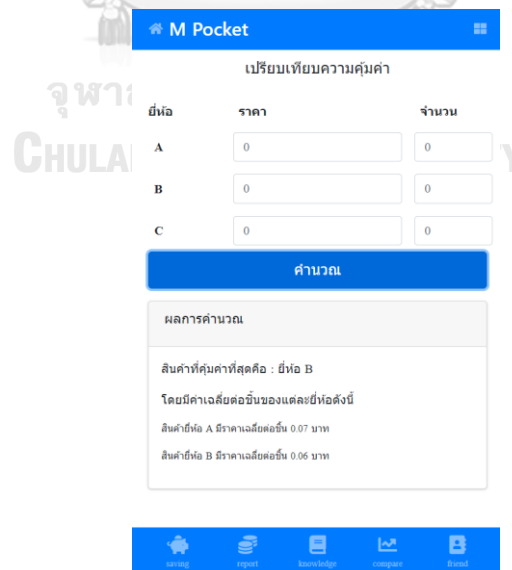 M Pocket
เปรียบเทียบความคุ้มค่า
ยี่ห้อ ราคา จำนวน
A 0 0
B 0 0
C 0 0
คำนวณ
ผลการคำนวณ
สินค้าที่คุ้มค่าที่สุดคือ : ยี่ห้อ B
โดยมีค่าเฉลี่ยต่อชิ้นของแต่ละยี่ห้อดังนี้
สินค้ายี่ห้อ A มีราคาเฉลี่ยต่อชิ้น 0.07 บาท
สินค้ายี่ห้อ B มีราคาเฉลี่ยต่อชิ้น 0.06 บาท
saving report knowledge compare friend